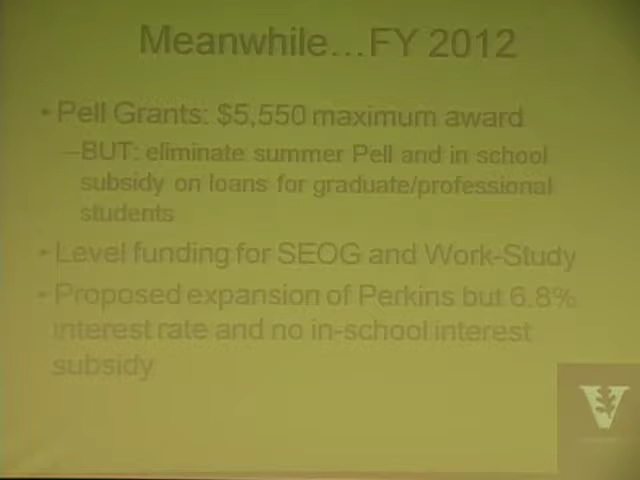 Meanwhile…FY 2012
• Pell Grants: $5,550 maximum award
–BUT: eliminate summer Pell and in school
subsidy on loans for graduate/professional
students
• Level funding for SEOG and Work-Study
• Proposed expansion of Perkins but 6.8%
interest rate and no in-school interest
subsidy
V